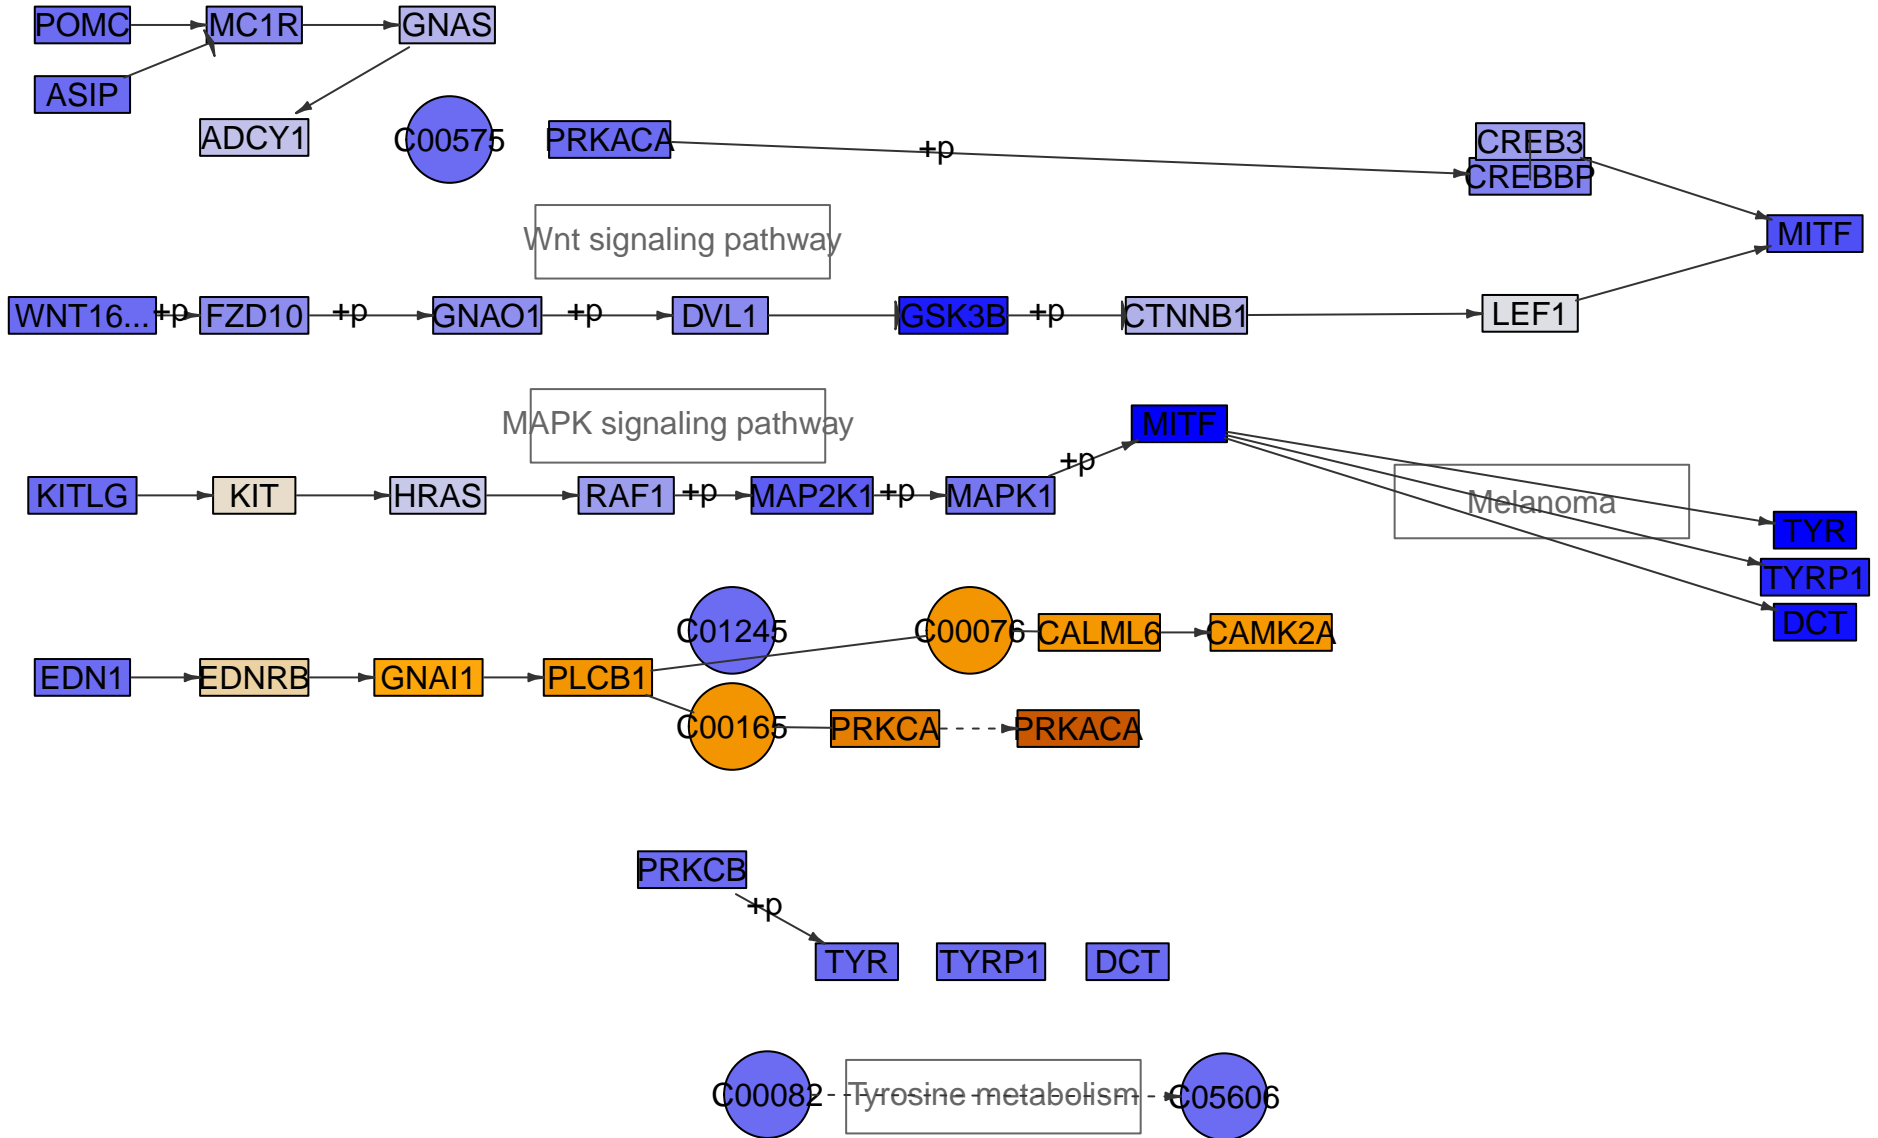 POMC
MC1R
GNAS
ASIP
ADCY1
C00575
PRKACA
+p
CREB3
CREBBP
MITF
Wnt signaling pathway
WNT16...
+p
FZD10
+p
GNAO1
+p
DVL1
GSK3B
+p
CTNNB1
LEF1
MAPK signaling pathway
MITF
+p
KITLG
KIT
HRAS
RAF1
+p
MAP2K1
+p
MAPK1
Melanoma
TYR
TYRP1
DCT
C01245
C00076
CALML6
CAMK2A
EDN1
EDNRB
GNAI1
PLCB1
C00165
PRKCA
PRKACA
PRKCB
+p
TYR
TYRP1
DCT
C00082
Tyrosine metabolism
C05606